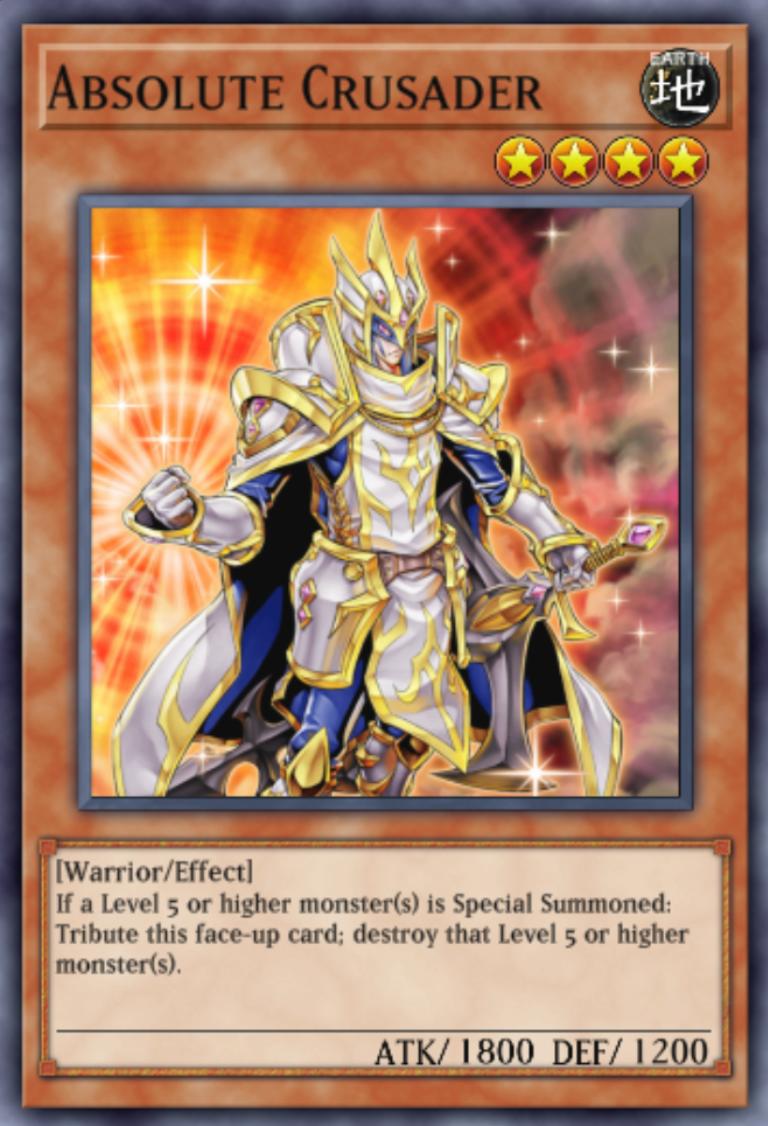 Absolute Crusader
EARTH
地
[Warrior/Effect]
If a Level 5 or higher monster(s) is Special Summoned:
Tribute this face-up card; destroy that Level 5 or higher
monster(s).
ATK/ 1800 DEF/ 1200